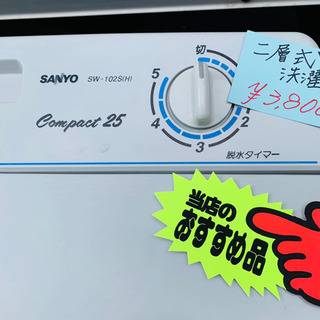 SANYO SW-102S(H)
Compact 25
切
5
4
3
2
脱水タイマー
二層式
洗濯
¥3,800
当店の
おすすめ品